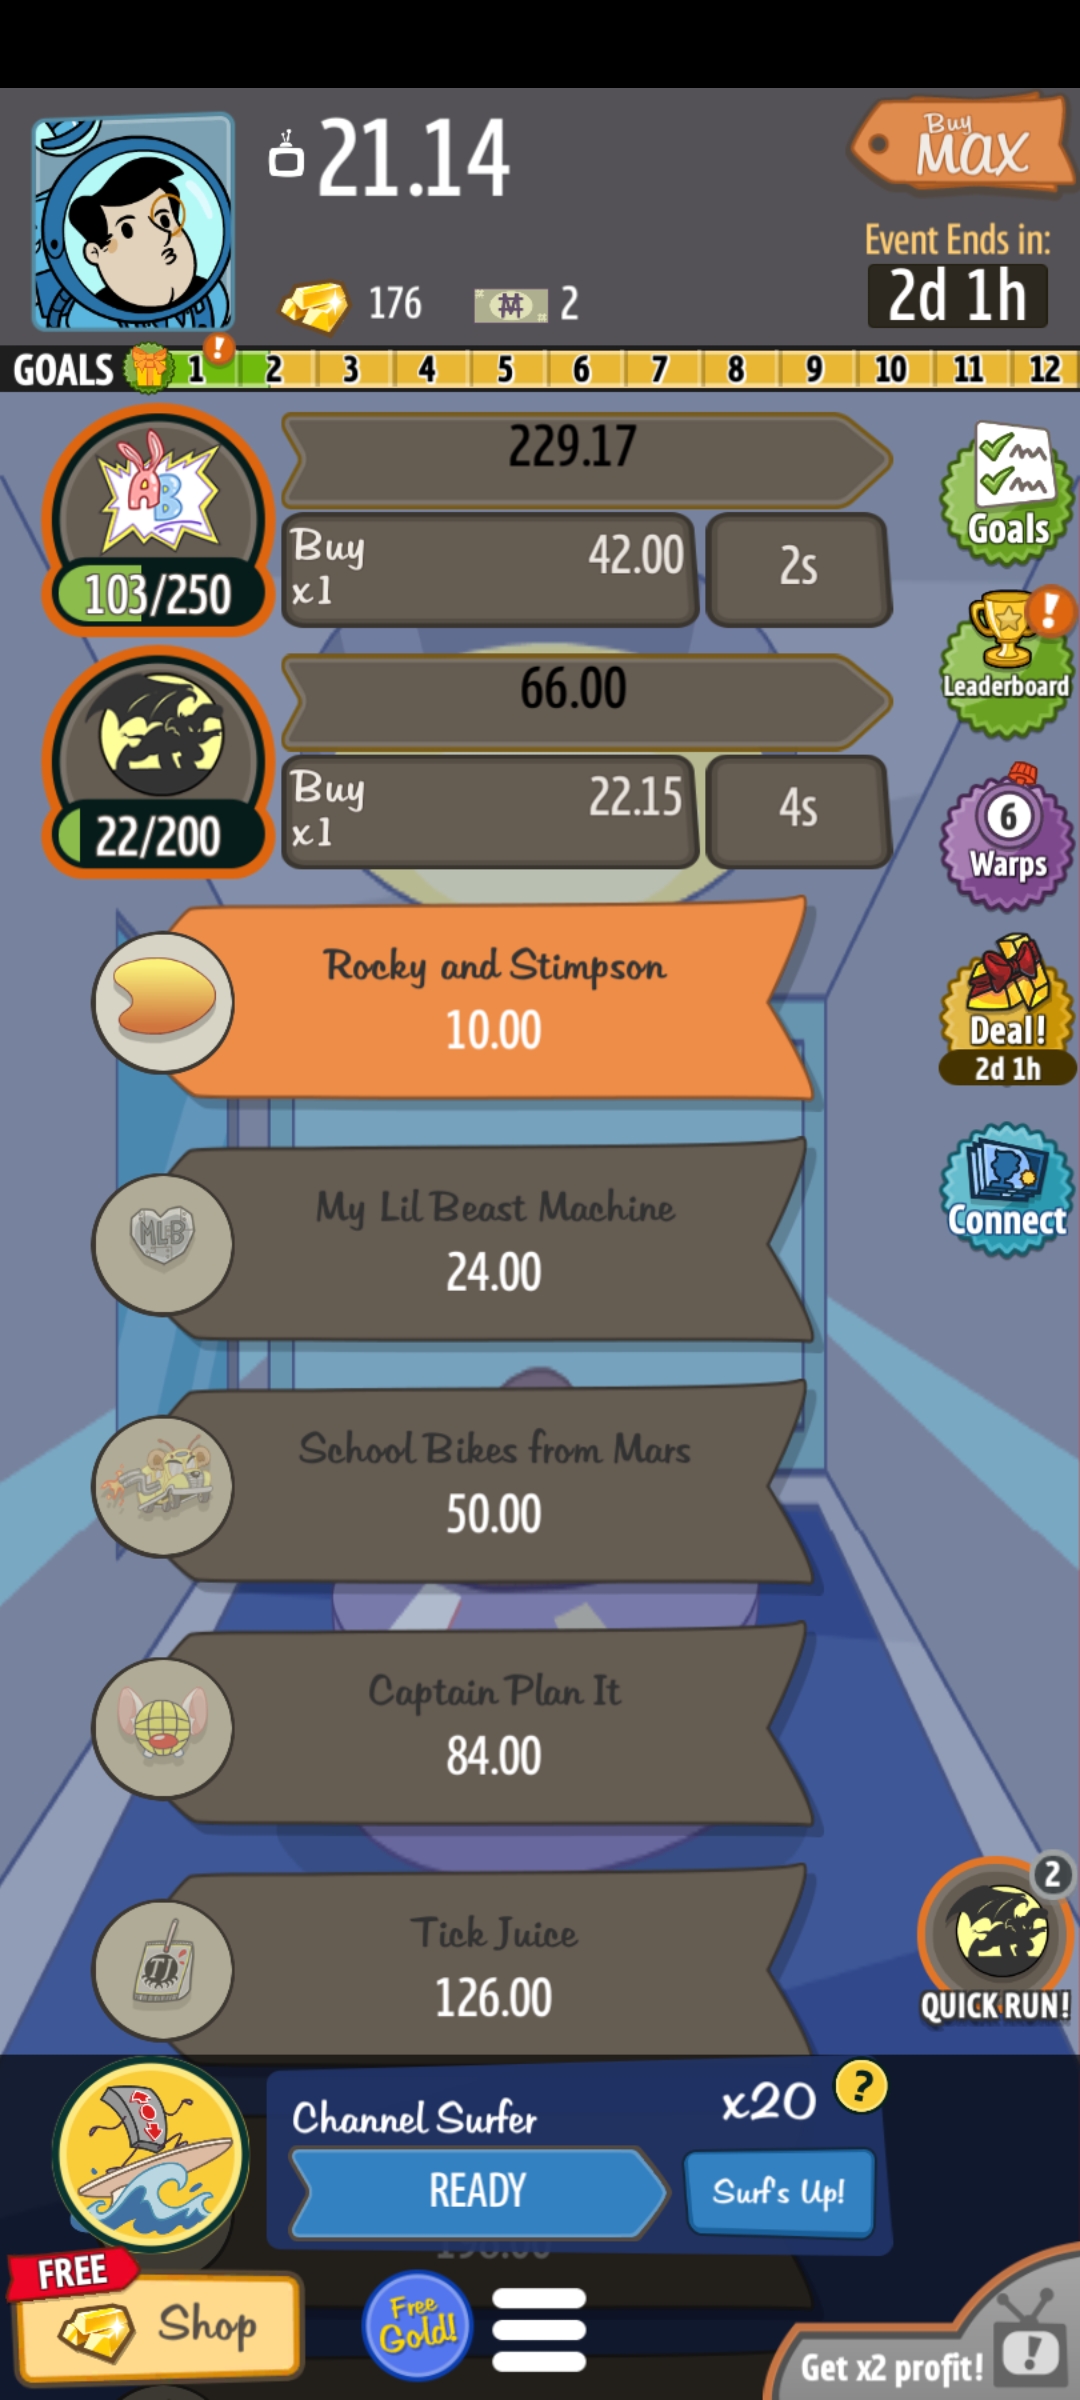 21.14
Buy
MAX
Event Ends in:
2d 1h
176
2
GOALS 1 ! 2 3 4 5 6 7 8 9 10 11 12
AB
229.17
Buy
x1
42.00
2s
103/250
Goals
!
Leaderboard
66.00
Buy
x1
22.15
4s
22/200
6
Warps
Rocky and Stimpson
10.00
Deal!
2d 1h
MLB
My Lil Beast Machine
24.00
Connect
School Bikes from Mars
50.00
Captain Plan It
84.00
TJ
Tick Juice
126.00
2
QUICK RUN!
Channel Surfer
x20
?
READY
Surf's Up!
FREE
Shop
Free
Gold!
Get x2 profit!
!